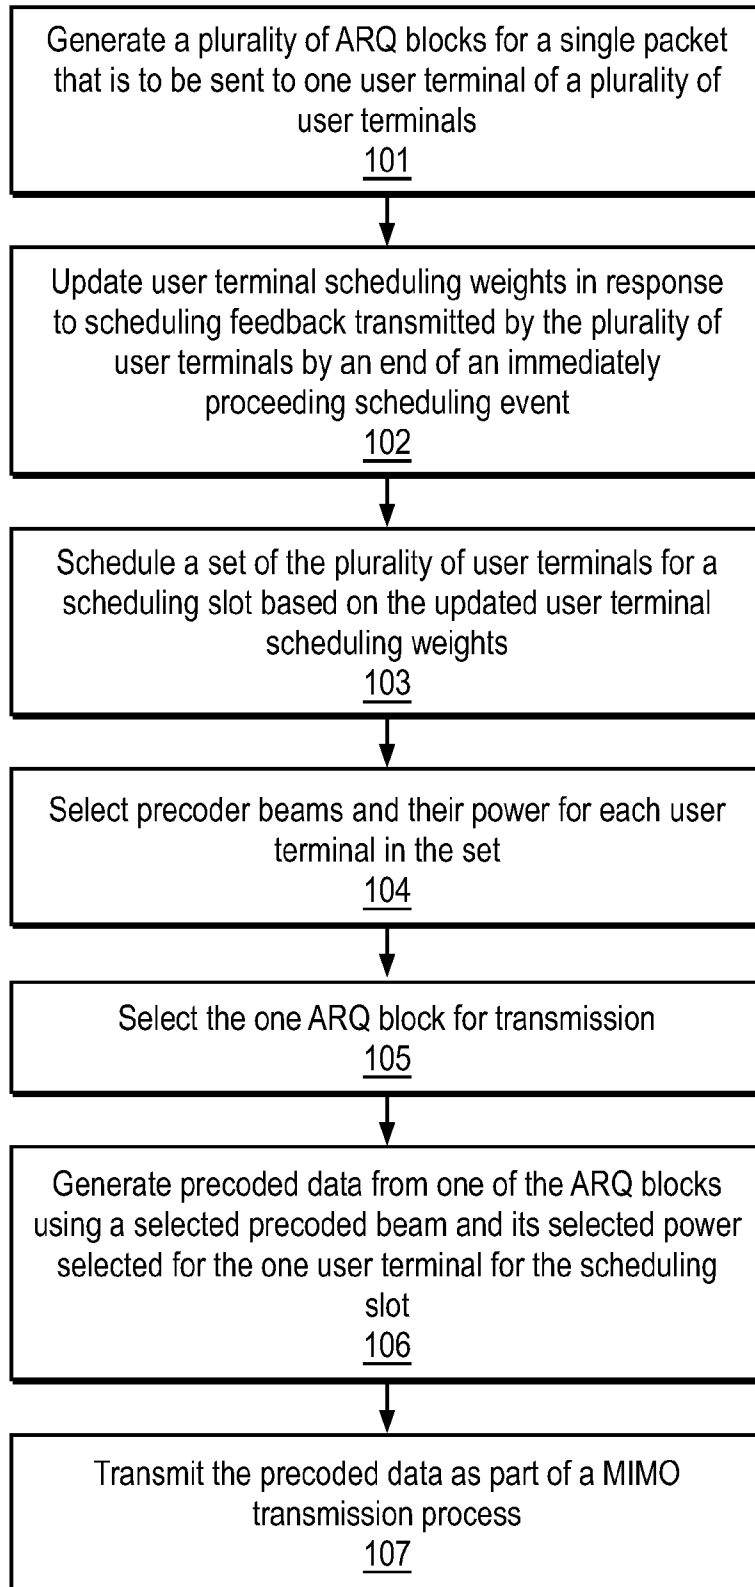 Generate a plurality of ARQ blocks for a single packet
that is to be sent to one user terminal of a plurality of
user terminals
101
Update user terminal scheduling weights in response
to scheduling feedback transmitted by the plurality of
user terminals by an end of an immediately
proceeding scheduling event
102
Schedule a set of the plurality of user terminals for a
scheduling slot based on the updated user terminal
scheduling weights
103
Select precoder beams and their power for each user
terminal in the set
104
Select the one ARQ block for transmission
105
Generate precoded data from one of the ARQ blocks
using a selected precoded beam and its selected power
selected for the one user terminal for the scheduling
slot
106
Transmit the precoded data as part of a MIMO
transmission process
107